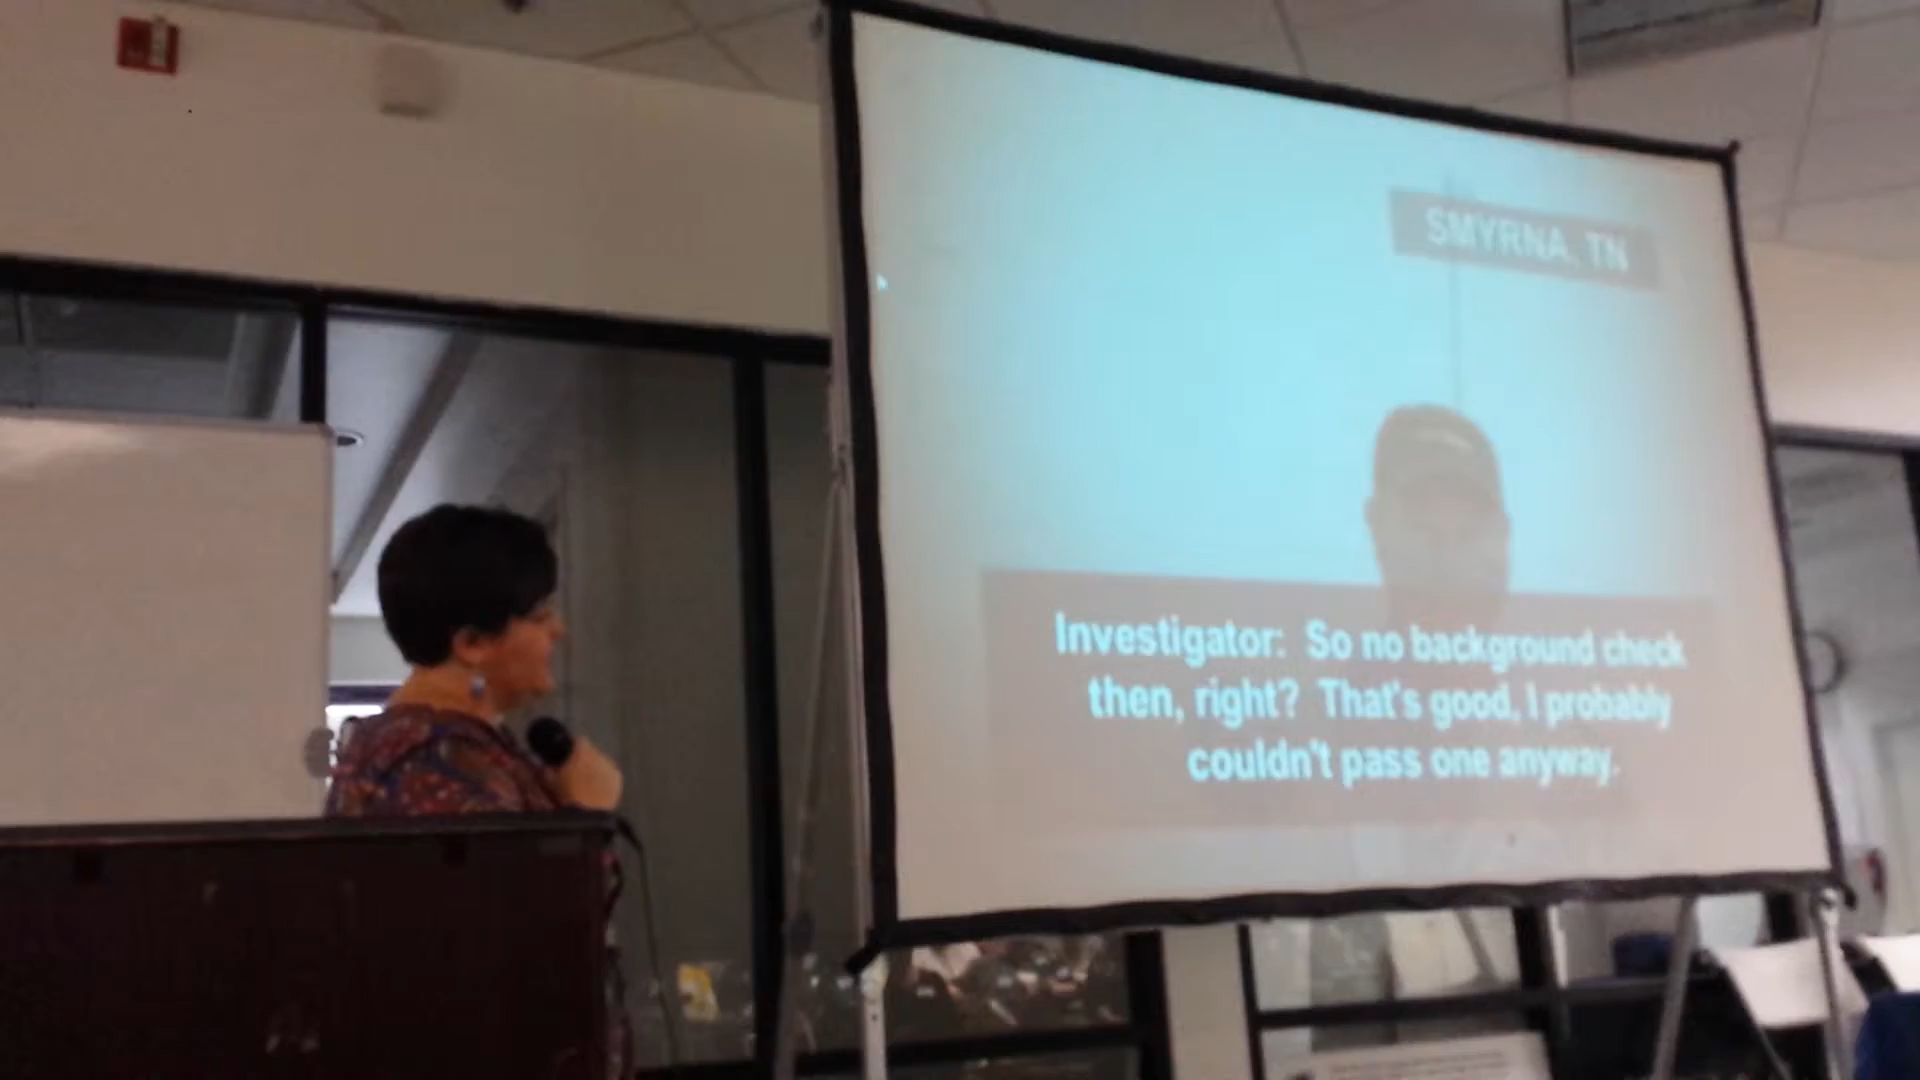 SMYRNA, TN
Investigator: So no background check
then, right? That's good, I probably
couldn't pass one anyway.